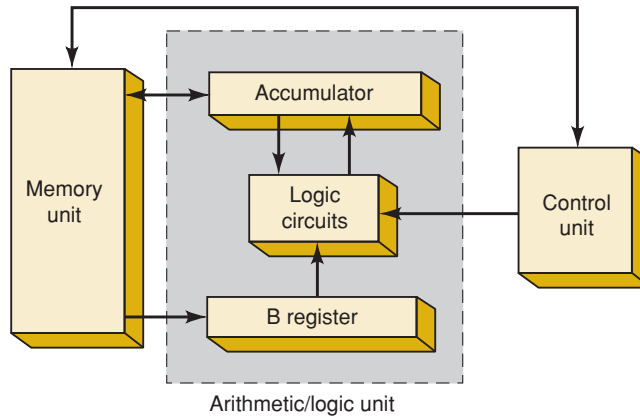 Accumulator
Memory
unit
Logic
circuits
Control
unit
B register
Arithmetic/logic unit